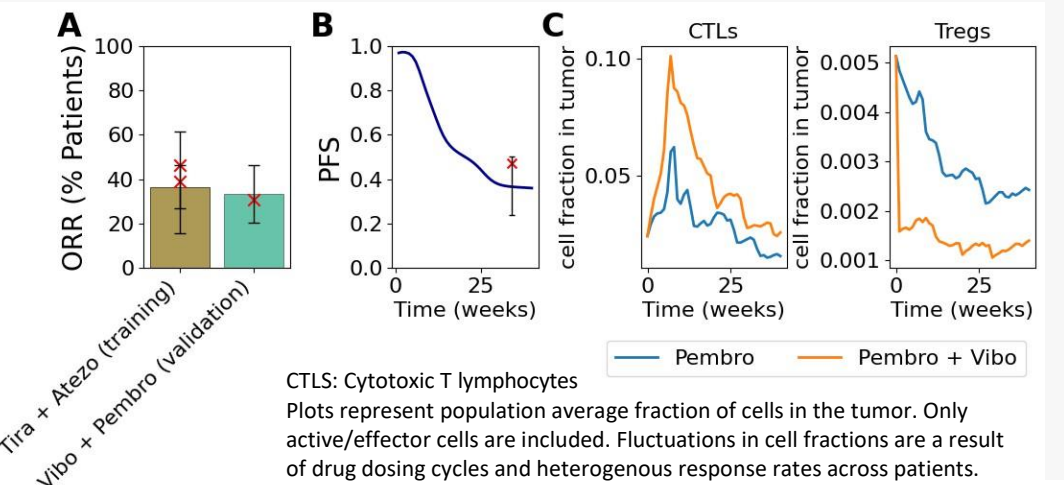 A
ORR (% Patients)
100
80
60
40
20
0
Tira + Atezo (training)
Vibo + Pembro (validation)
B
PFS
1.0
0.8
0.6
0.4
0.2
0.0
0
25
Time (weeks)
C
CTLs
cell fraction in tumor
0.10
0.05
0
25
Time (weeks)
Tregs
cell fraction in tumor
0.005
0.004
0.003
0.002
0.001
0
25
Time (weeks)
Pembro
Pembro + Vibo
CTLS: Cytotoxic T lymphocytes
Plots represent population average fraction of cells in the tumor. Only
active/effector cells are included. Fluctuations in cell fractions are a result
of drug dosing cycles and heterogenous response rates across patients.